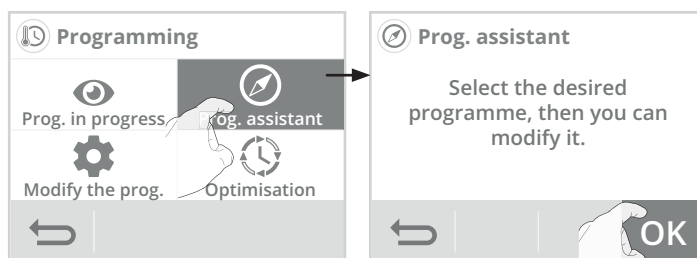 Programming
Prog. in progress
Prog. assistant
Modify the prog.
Optimisation
Prog. assistant
Select the desired
programme, then you can
modify it.
OK